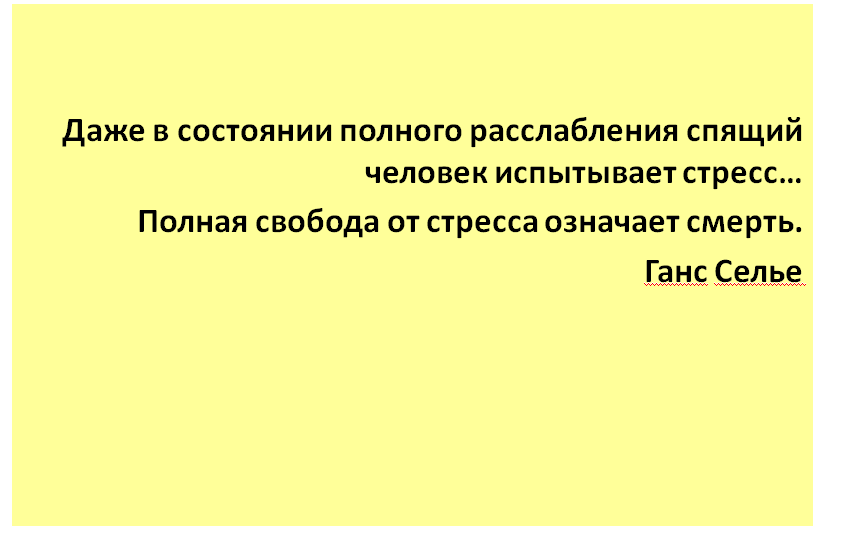 Даже в состоянии полного расслабления спящий
человек испытывает стресс…
Полная свобода от стресса означает смерть.
Ганс Селье